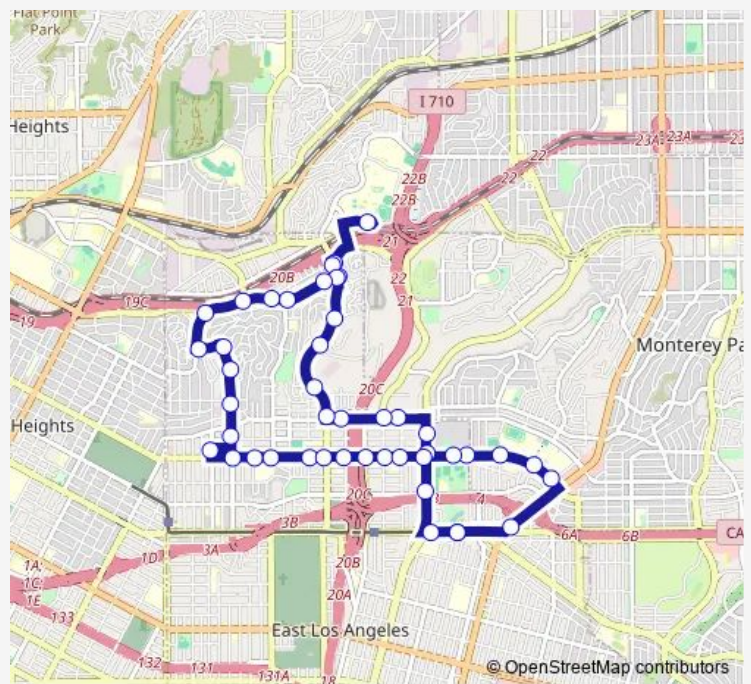 Flat Point
Park
I 710
Heights
23A
23A
23
22
22B
22
22B
21
20B
22
19C
21
19
Monterey Pa
20C
Heights
20C
4
3B
1D
3A
6A
6B
CA
1A;
1C;
1E
20B
133
20A
East Los Angeles
132
131
131A
18
© OpenStreetMap contributors